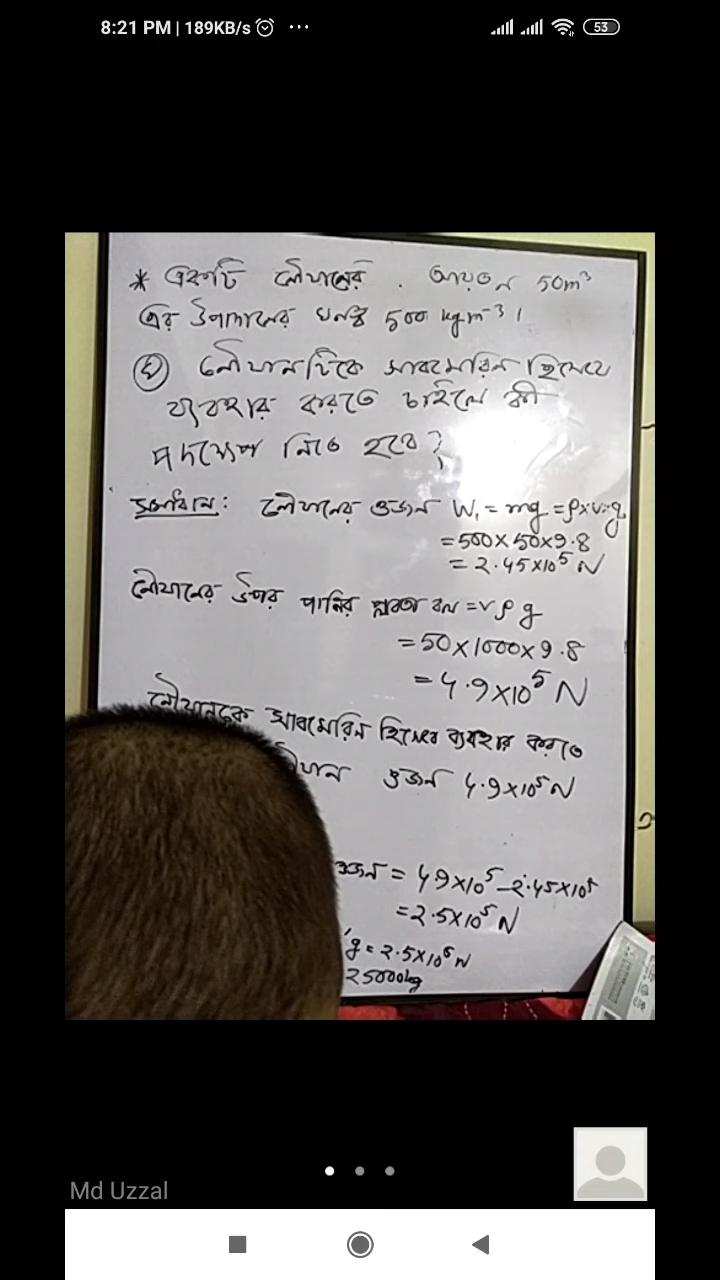 8:21 PM | 189KB/s
53
* একটি নৌযানের . আয়তন 50m³
এর উপাদানের ঘনত্ব 500 kgm⁻³ ।
(ঘ) নৌযানটিকে সাবমেরিন হিসেবে
ব্যবহার করতে চাইলে কী
পদক্ষেপ নিতে হবে ?
সমাধান : নৌযানের ওজন W₁ = mg = ρ×v×g
= 500×50×9.8
= 2.45×10⁵ N
নৌযানের উপর পানির প্লবতা বল = v ρ g
= 50×1000×9.8
= 4.9×10⁵ N
নৌযানকে সাবমেরিন হিসেবে ব্যবহার করতে
ওজন 4.9×10⁵ N
ওজন = 4.9×10⁵ – 2.45×10⁵
= 2.5×10⁵ N
g = 2.5×10⁵ N
25000kg
Md Uzzal